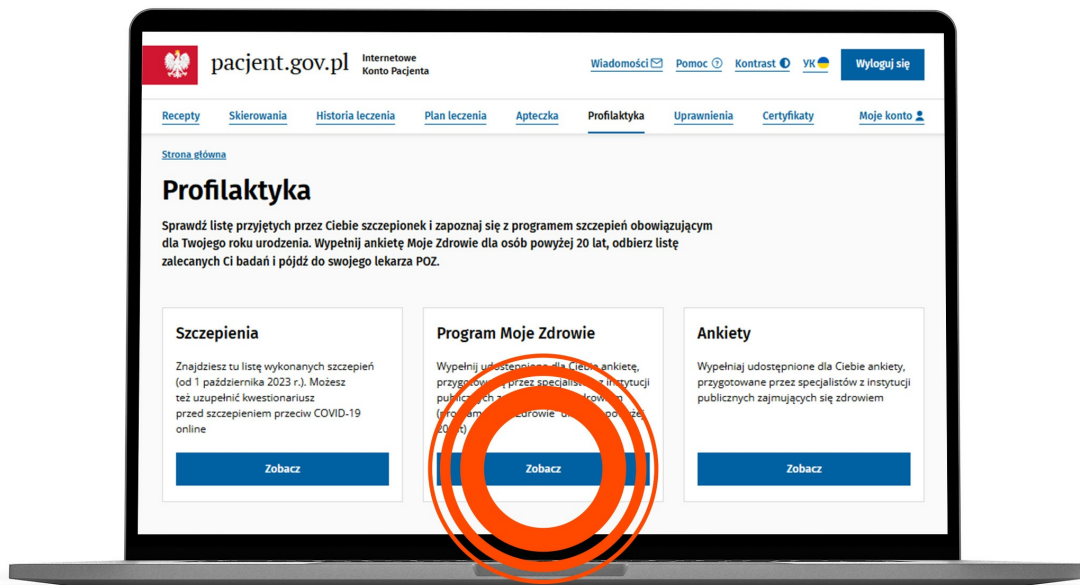 pacjent.gov.pl
Internetowe
Konto Pacjenta
Wiadomości
Pomoc
Kontrast
УК
Wyloguj się
Recepty
Skierowania
Historia leczenia
Plan leczenia
Apteczka
Profilaktyka
Uprawnienia
Certyfikaty
Moje konto
Strona główna
Profilaktyka
Sprawdź listę przyjętych przez Ciebie szczepionek i zapoznaj się z programem szczepień obowiązującym
dla Twojego roku urodzenia. Wypełnij ankietę Moje Zdrowie dla osób powyżej 20 lat, odbierz listę
zalecanych Ci badań i pójdź do swojego lekarza POZ.
Szczepienia
Znajdziesz tu listę wykonanych szczepień
(od 1 października 2023 r.). Możesz
też uzupełnić kwestionariusz
przed szczepieniem przeciw COVID-19
online
Zobacz
Program Moje Zdrowie
Wypełnij udostępnione dla Ciebie ankietę,
przez specjalistów z instytucji
Zobacz
Ankiety
Wypełniaj udostępnione dla Ciebie ankiety,
przygotowane przez specjalistów z instytucji
publicznych zajmujących się zdrowiem
Zobacz